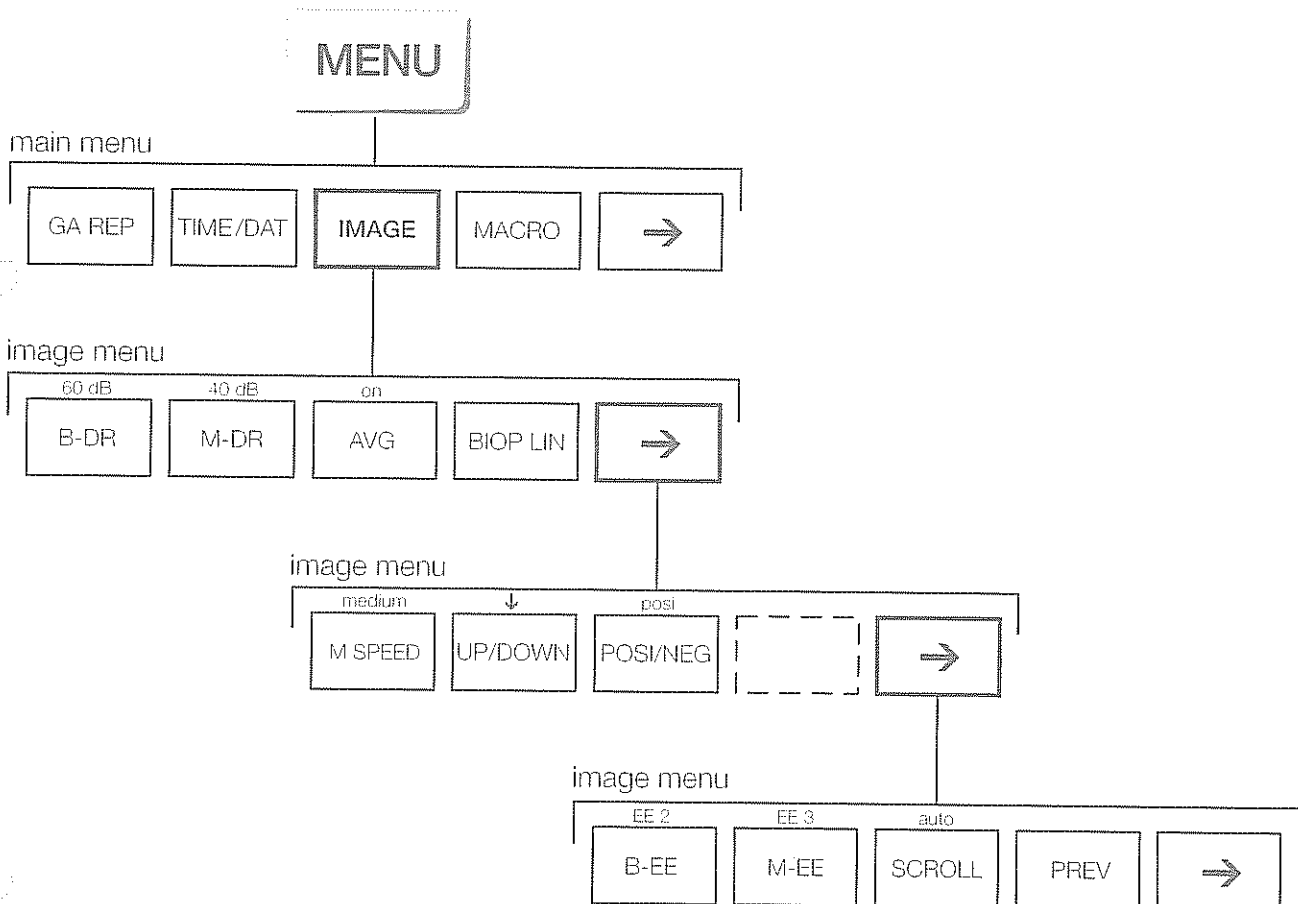 MENU
main menu
GA REP TIME/DAT IMAGE MACRO →
image menu
60 dB 40 dB on
B-DR M-DR AVG BIOP LIN →
image menu
medium ↓ posi
M SPEED UP/DOWN POSI/NEG →
image menu
EE 2 EE 3 auto
B-EE M-EE SCROLL PREV →